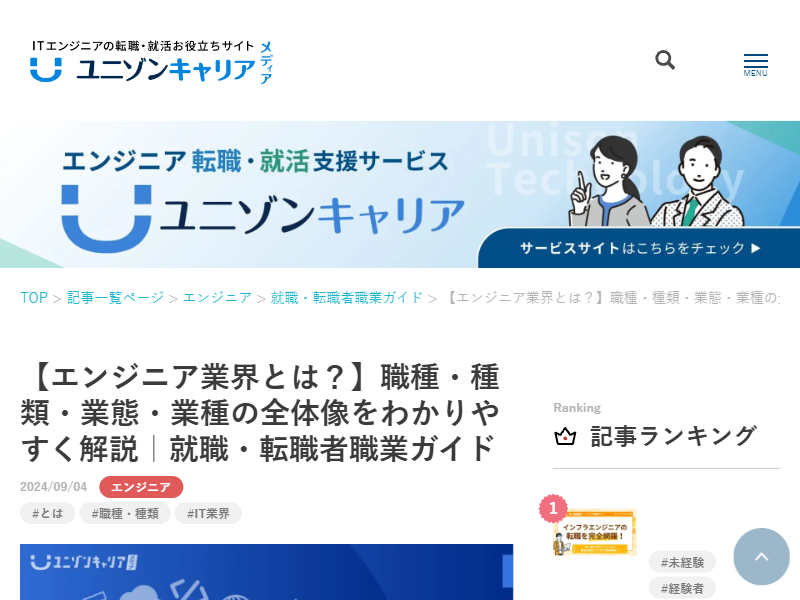 ITエンジニアの転職・就活お役立ちサイト
ユニゾンキャリア
メディア
MENU
Unison
Technology
エンジニア 転職・就活 支援サービス
ユニゾンキャリア
サービスサイトはこちらをチェック ▶
TOP > 記事一覧ページ > エンジニア > 就職・転職者職業ガイド > 【エンジニア業界とは？】職種・種類・業態・業種の
【エンジニア業界とは？】職種・種
類・業態・業種の全体像をわかりや
すく解説｜就職・転職者職業ガイド
2024/09/04 エンジニア
#とは #職種・種類 #IT業界
ユニゾンキャリア
Ranking
記事ランキング
1
インフラエンジニアの
転職を完全網羅！
#未経験
#経験者